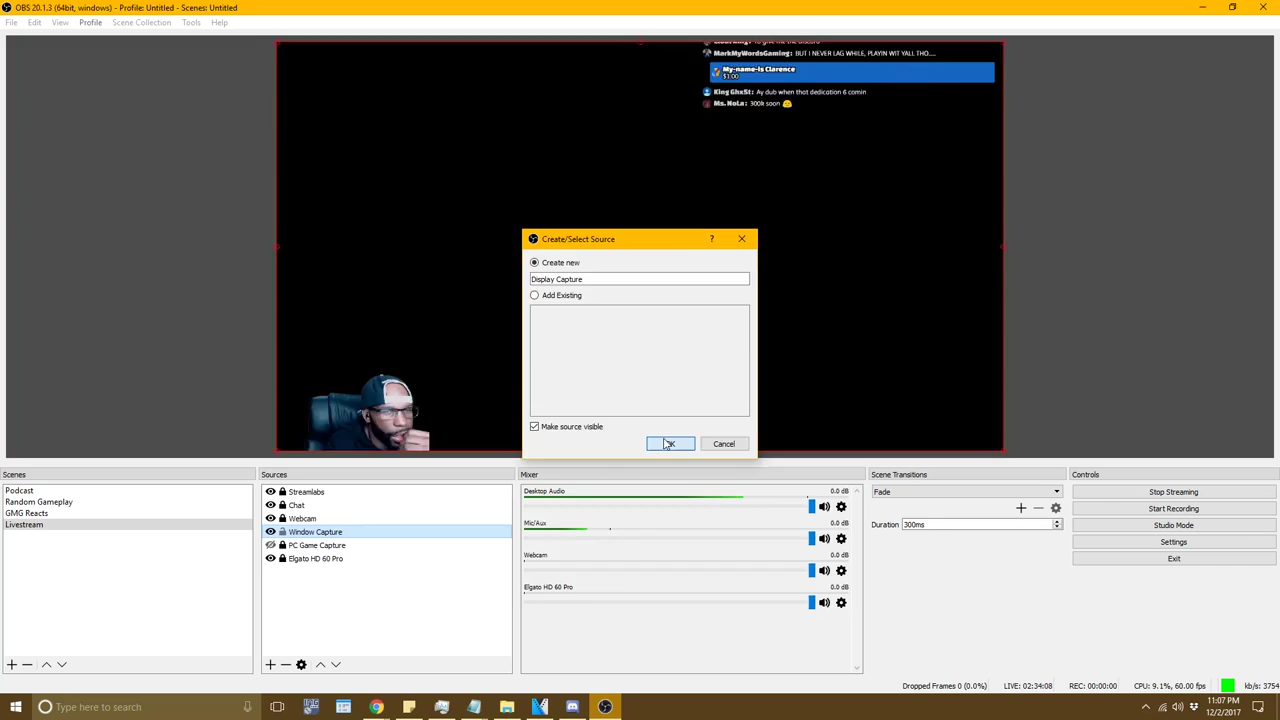 OBS 20.1.3 (64bit, windows) - Profile: Untitled - Scenes: Untitled
File Edit View Profile Scene Collection Tools Help
MarkMyWordsGaming: BUT I NEVER LAG WHILE, PLAYIN WIT YALL THO.....
My-name-is Clarence
$1.00
King GhxSt: Ay dub when that dedication 6 comin
Ms. NoLa: 300k soon
Create/Select Source
?
Create new
Display Capture
Add Existing
Make source visible
Cancel
Scenes
Podcast
Random Gameplay
GMG Reacts
Livestream
Sources
Streamlabs
Chat
Webcam
Window Capture
PC Game Capture
Elgato HD 60 Pro
Mixer
Desktop Audio 0.0 dB
Mic/Aux 0.0 dB
Webcam 0.0 dB
Elgato HD 60 Pro 0.0 dB
Scene Transitions
Fade
Duration 300ms
Controls
Stop Streaming
Start Recording
Studio Mode
Settings
Exit
Dropped Frames 0 (0.0%) LIVE: 02:34:08 REC: 00:00:00 CPU: 9.1%, 60.00 fps kb/s: 3754
Type here to search
11:07 PM
12/2/2017